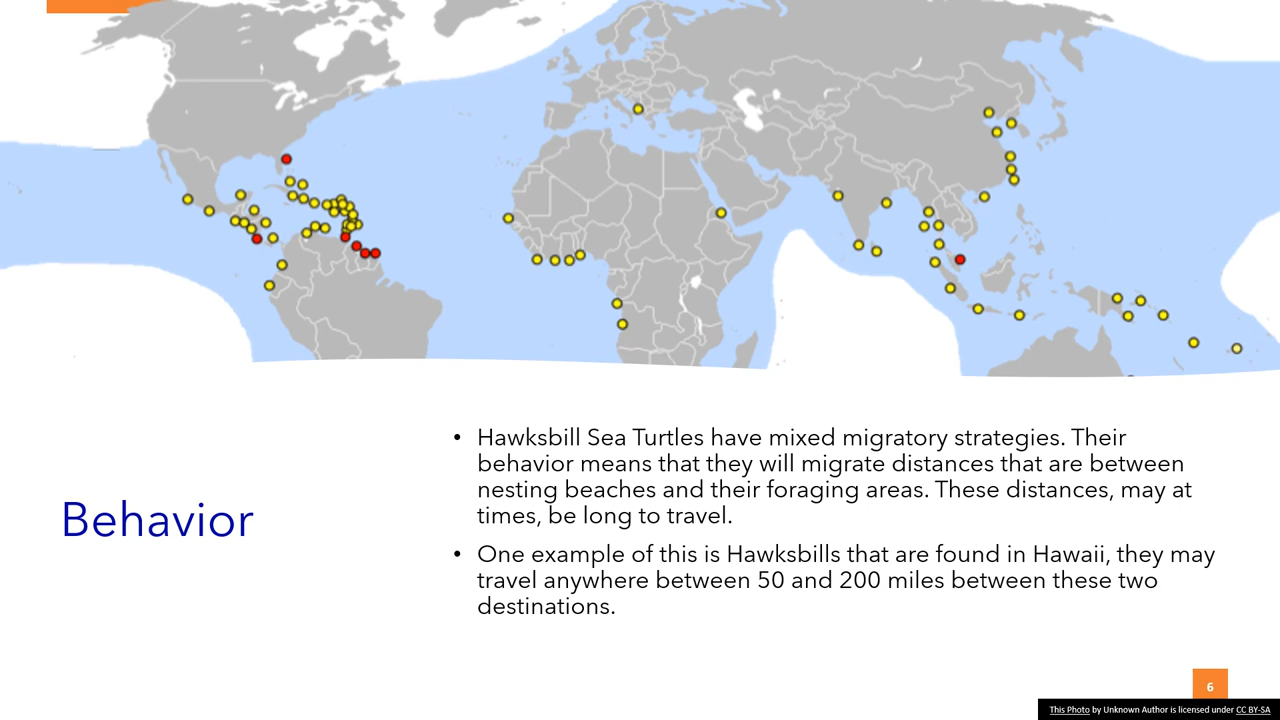 Behavior
• Hawksbill Sea Turtles have mixed migratory strategies. Their
behavior means that they will migrate distances that are between
nesting beaches and their foraging areas. These distances, may at
times, be long to travel.
• One example of this is Hawksbills that are found in Hawaii, they may
travel anywhere between 50 and 200 miles between these two
destinations.
6
This Photo by Unknown Author is licensed under CC BY-SA